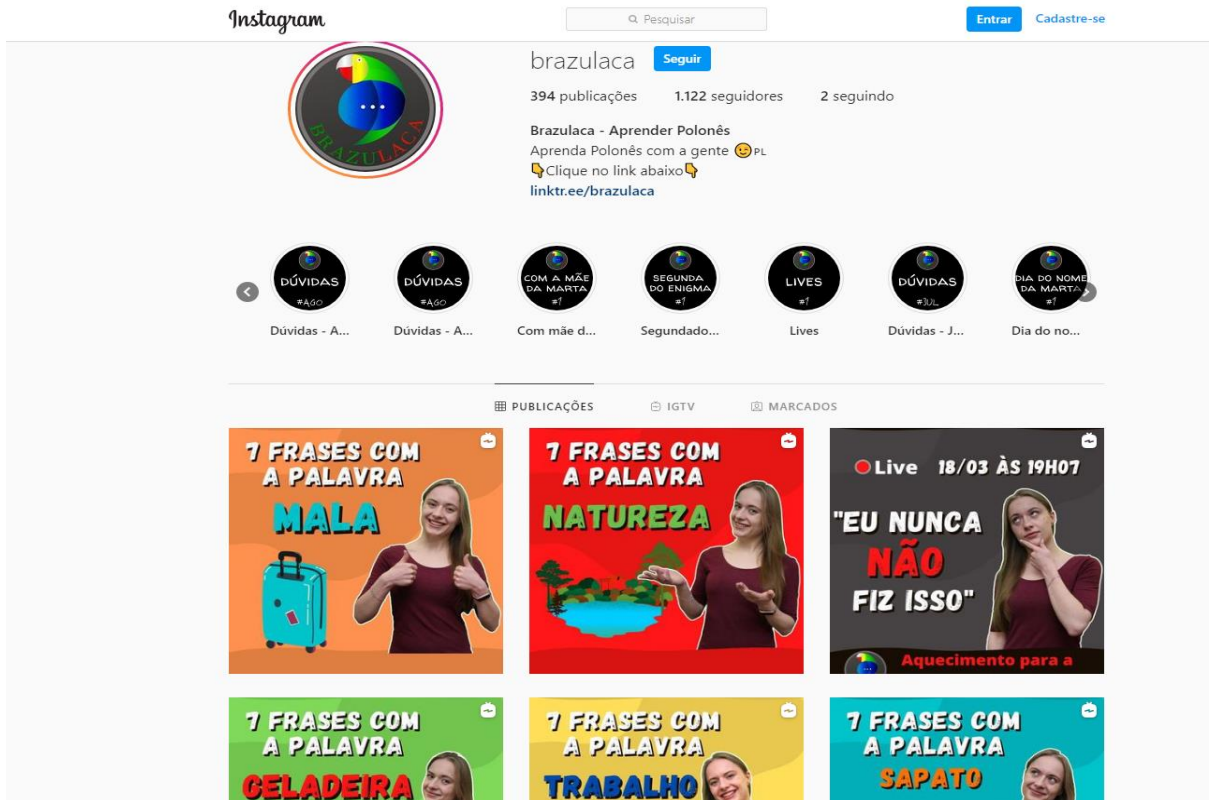 Instagram
Pesquisar
Entrar
Cadastre-se
brazulaca
Seguir
394 publicações 1.122 seguidores 2 seguindo
Brazulaca - Aprender Polonês
Aprenda Polonês com a gente 😉 PL
👇Clique no link abaixo👇
linktr.ee/brazulaca
BRAZULACA
DÚVIDAS
#AGO
DÚVIDAS
#AGO
COM A MÃE
DA MARTA
#1
SEGUNDA
DO ENIGMA
#1
LIVES
#1
DÚVIDAS
#JUL
DIA DO NOME
DA MARTA
#1
Dúvidas - A...
Dúvidas - A...
Com mãe d...
Segundado...
Lives
Dúvidas - J...
Dia do no...
PUBLICAÇÕES
IGTV
MARCADOS
7 FRASES COM
A PALAVRA
MALA
7 FRASES COM
A PALAVRA
NATUREZA
Live 18/03 ÀS 19H07
"EU NUNCA
NÃO
FIZ ISSO"
Aquecimento para a
7 FRASES COM
A PALAVRA
GELADEIRA
7 FRASES COM
A PALAVRA
TRABALHO
7 FRASES COM
A PALAVRA
SAPATO